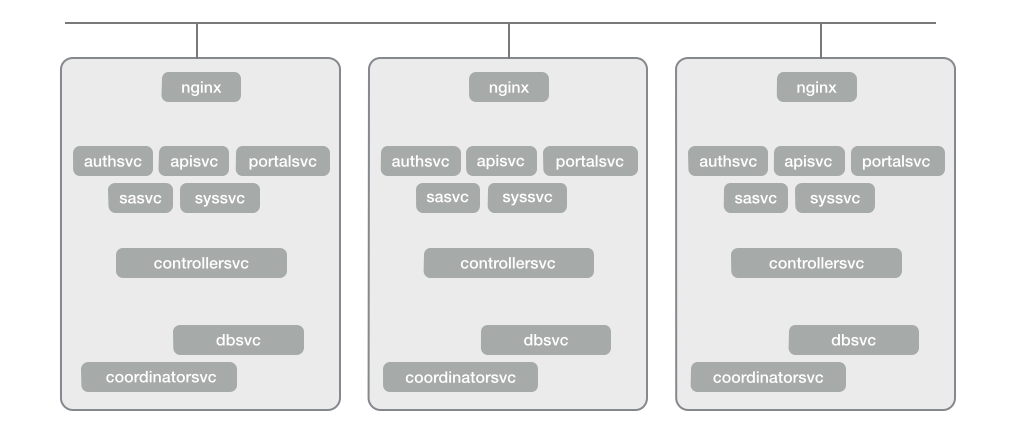 nginx
authsvc apisvc portalsvc
sasvc syssvc
controllersvc
dbsvc
coordinatorsvc
nginx
authsvc apisvc portalsvc
sasvc syssvc
controllersvc
dbsvc
coordinatorsvc
nginx
authsvc apisvc portalsvc
sasvc syssvc
controllersvc
dbsvc
coordinatorsvc